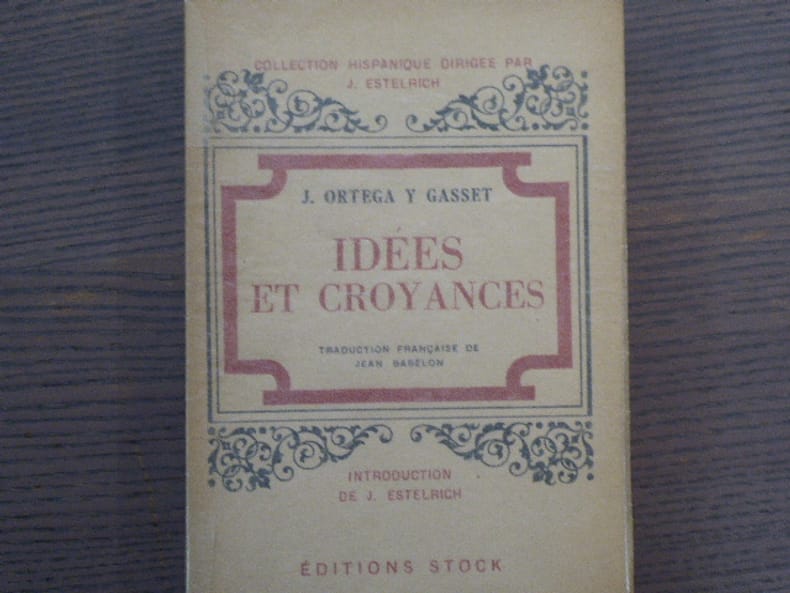 COLLECTION HISPANIQUE DIRIGEE PAR
J. ESTELRICH
J. ORTEGA Y GASSET
IDÉES
ET CROYANCES
TRADUCTION FRANÇAISE DE
JEAN BABELON
INTRODUCTION
DE J. ESTELRICH
ÉDITIONS STOCK